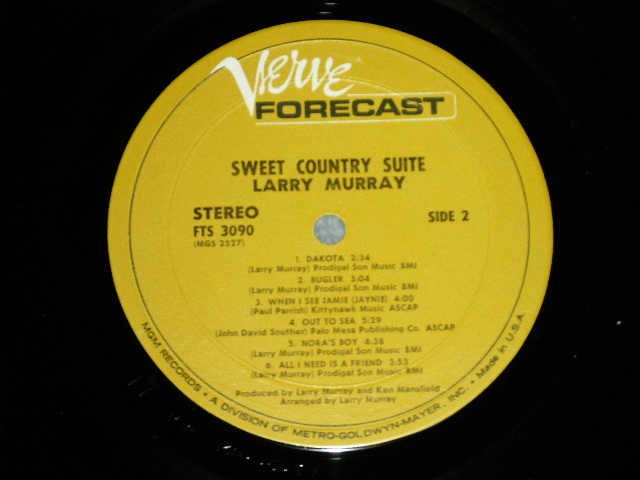 Verve
FORECAST
SWEET COUNTRY SUITE
LARRY MURRAY
STEREO
FTS 3090
(MGS 2527)
SIDE 2
1. DAKOTA 2:34
(Larry Murray) Prodigal Son Music BMI
2. BUGLER 3:04
(Larry Murray) Prodigal Son Music BMI
3. WHEN I SEE JAMIE (JAYNIE) 4:00
(Paul Parrish) Kittyhawk Music ASCAP
4. OUT TO SEA 5:29
(John David Souther) Palo Mesa Publishing Co. ASCAP
5. NORA'S BOY 4:38
(Larry Murray) Prodigal Son Music BMI
6. ALL I NEED IS A FRIEND 3:53
(Larry Murray) Prodigal Son Music BMI
Produced by Larry Murray and Ken Mansfield
Arranged by Larry Murray
MGM RECORDS • A DIVISION OF METRO-GOLDWYN-MAYER, INC. • Made in U.S.A.